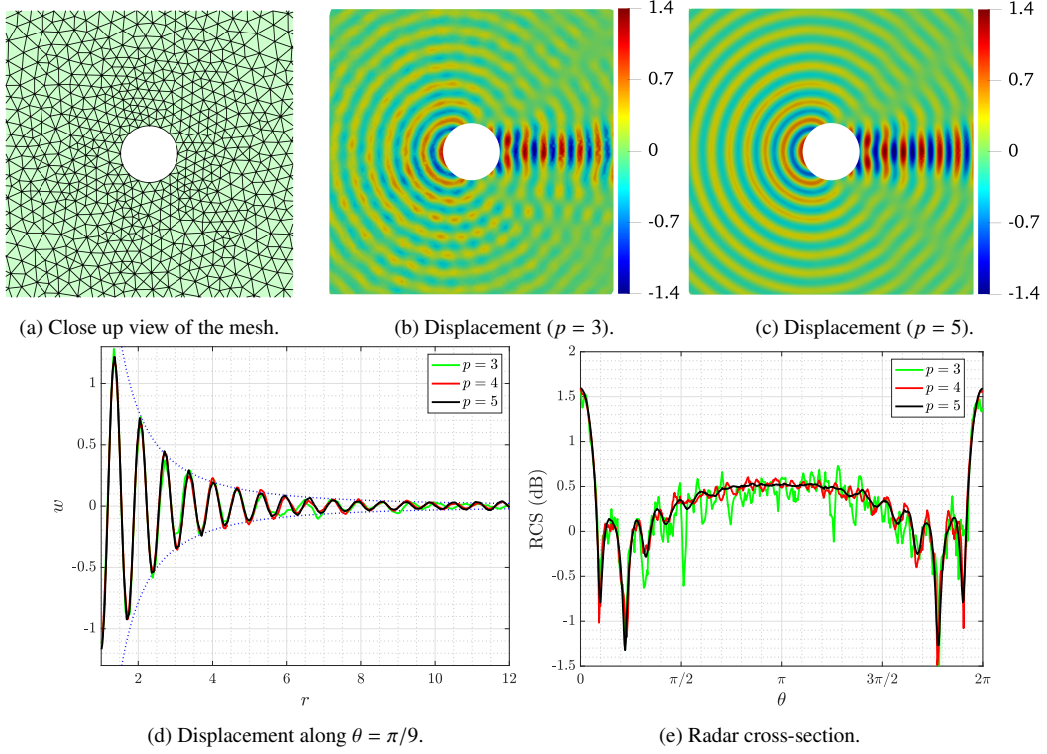 1.4
0.7
0
-0.7
-1.4
1.4
0.7
0
-0.7
-1.4
(a) Close up view of the mesh.
(b) Displacement (p = 3).
(c) Displacement (p = 5).
1
0.5
0
-0.5
-1
w
2
4
6
8
10
12
r
p = 3
p = 4
p = 5
2
1.5
1
0.5
0
-0.5
-1
-1.5
RCS (dB)
0
π/2
π
3π/2
2π
θ
p = 3
p = 4
p = 5
(d) Displacement along θ = π/9.
(e) Radar cross-section.